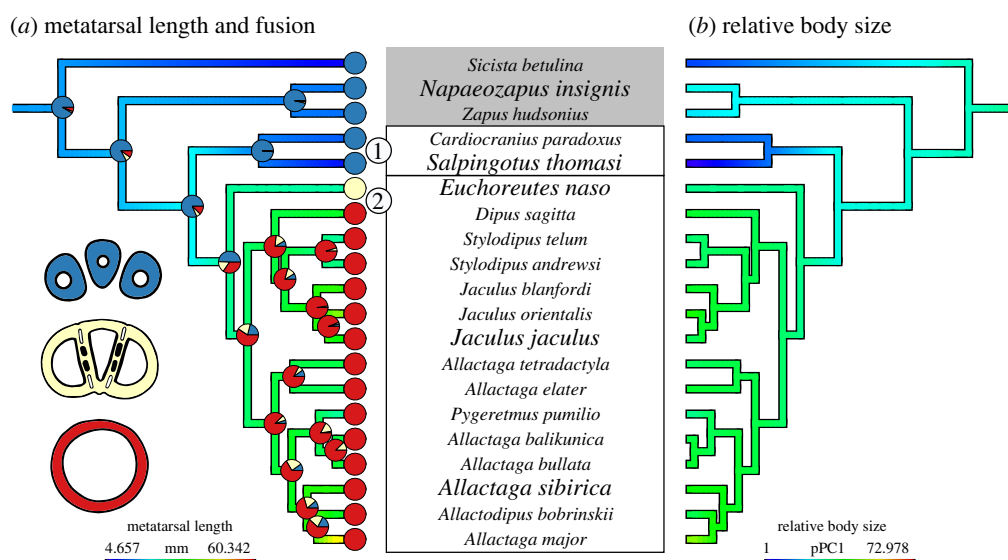 (a) metatarsal length and fusion
(b) relative body size
Sicista betulina
Napaeozapus insignis
Zapus hudsonius
Cardiocranius paradoxus
1
Salpingotus thomasi
Euchoreutes naso
2
Dipus sagitta
Stylodipus telum
Stylodipus andrewsi
Jaculus blanfordi
Jaculus orientalis
Jaculus jaculus
Allactaga tetradactyla
Allactaga elater
Pygeretmus pumilio
Allactaga balikunica
Allactaga bullata
Allactaga sibirica
Allactodipus bobrinskii
Allactaga major
metatarsal length
4.657 mm 60.342
relative body size
1 pPC1 72.978